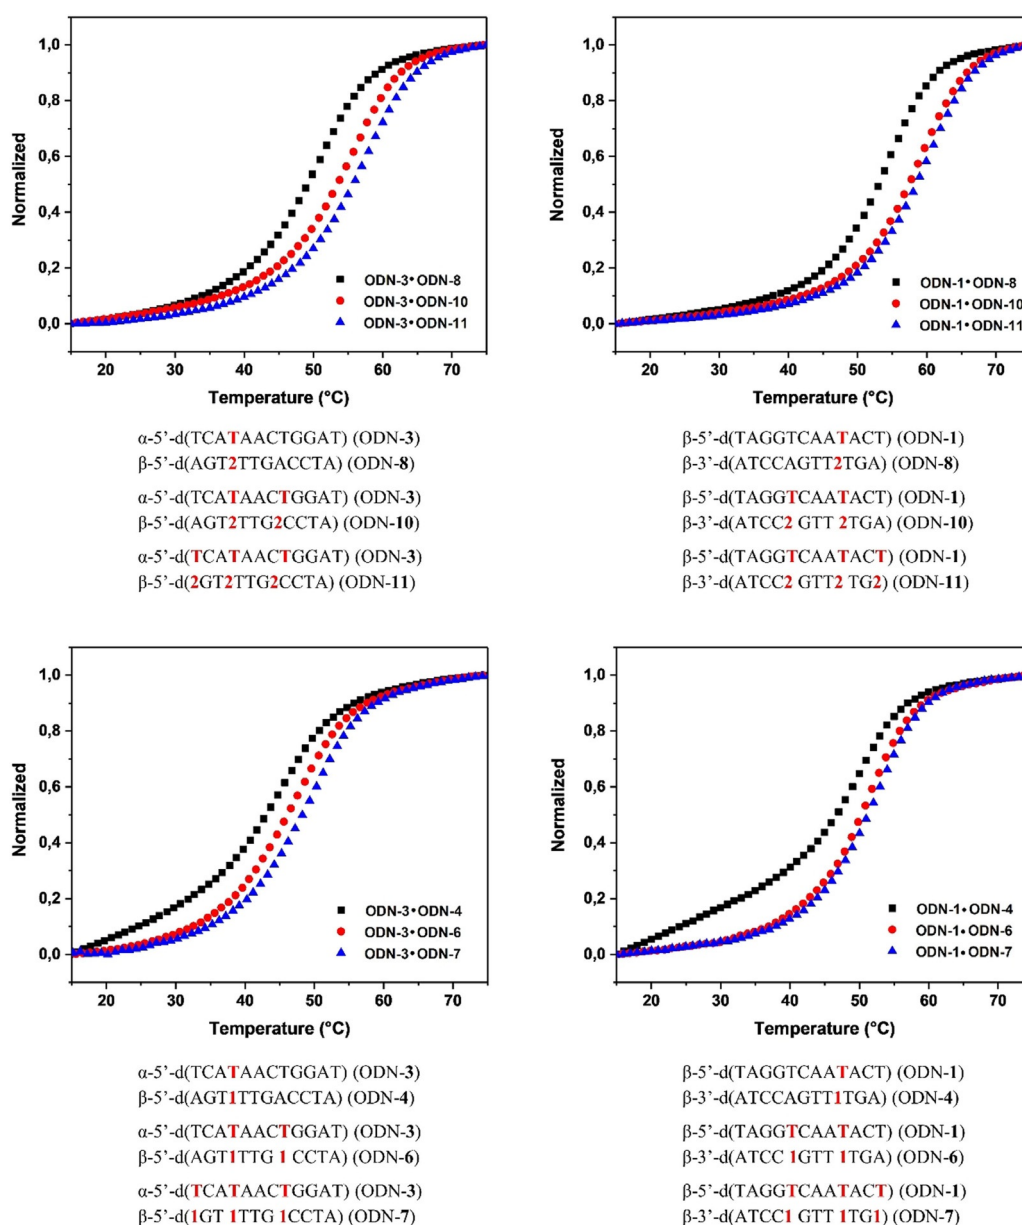 1,0
0,8
0,6
0,4
0,2
0,0
Normalized
20 30 40 50 60 70
Temperature (°C)
ODN-3•ODN-8
ODN-3•ODN-10
ODN-3•ODN-11
α-5’-d(TCATAACTGGAT) (ODN-3)
β-5’-d(AGT2TTGACCTA) (ODN-8)
α-5’-d(TCATAACTGGAT) (ODN-3)
β-5’-d(AGT2TTG2CCTA) (ODN-10)
α-5’-d(TCATAACTGGAT) (ODN-3)
β-5’-d(2GT2TTG2CCTA) (ODN-11)
1,0
0,8
0,6
0,4
0,2
0,0
Normalized
20 30 40 50 60 70
Temperature (°C)
ODN-1•ODN-8
ODN-1•ODN-10
ODN-1•ODN-11
β-5’-d(TAGGTCAATACT) (ODN-1)
β-3’-d(ATCCAGTT2TGA) (ODN-8)
β-5’-d(TAGGTCAATACT) (ODN-1)
β-3’-d(ATCC2 GTT 2TGA) (ODN-10)
β-5’-d(TAGGTCAATACT) (ODN-1)
β-3’-d(ATCC2 GTT2 TG2) (ODN-11)
1,0
0,8
0,6
0,4
0,2
0,0
Normalized
20 30 40 50 60 70
Temperature (°C)
ODN-3•ODN-4
ODN-3•ODN-6
ODN-3•ODN-7
α-5’-d(TCATAACTGGAT) (ODN-3)
β-5’-d(AGT1TTGACCTA) (ODN-4)
α-5’-d(TCATAACTGGAT) (ODN-3)
β-5’-d(AGT1TTG 1 CCTA) (ODN-6)
α-5’-d(TCATAACTGGAT) (ODN-3)
β-5’-d(1GT 1TTG 1CCTA) (ODN-7)
1,0
0,8
0,6
0,4
0,2
0,0
Normalized
20 30 40 50 60 70
Temperature (°C)
ODN-1•ODN-4
ODN-1•ODN-6
ODN-1•ODN-7
β-5’-d(TAGGTCAATACT) (ODN-1)
β-3’-d(ATCCAGTT1TGA) (ODN-4)
β-5’-d(TAGGTCAATACT) (ODN-1)
β-3’-d(ATCC 1GTT 1TGA) (ODN-6)
β-5’-d(TAGGTCAATACT) (ODN-1)
β-3’-d(ATCC1 GTT 1TG1) (ODN-7)